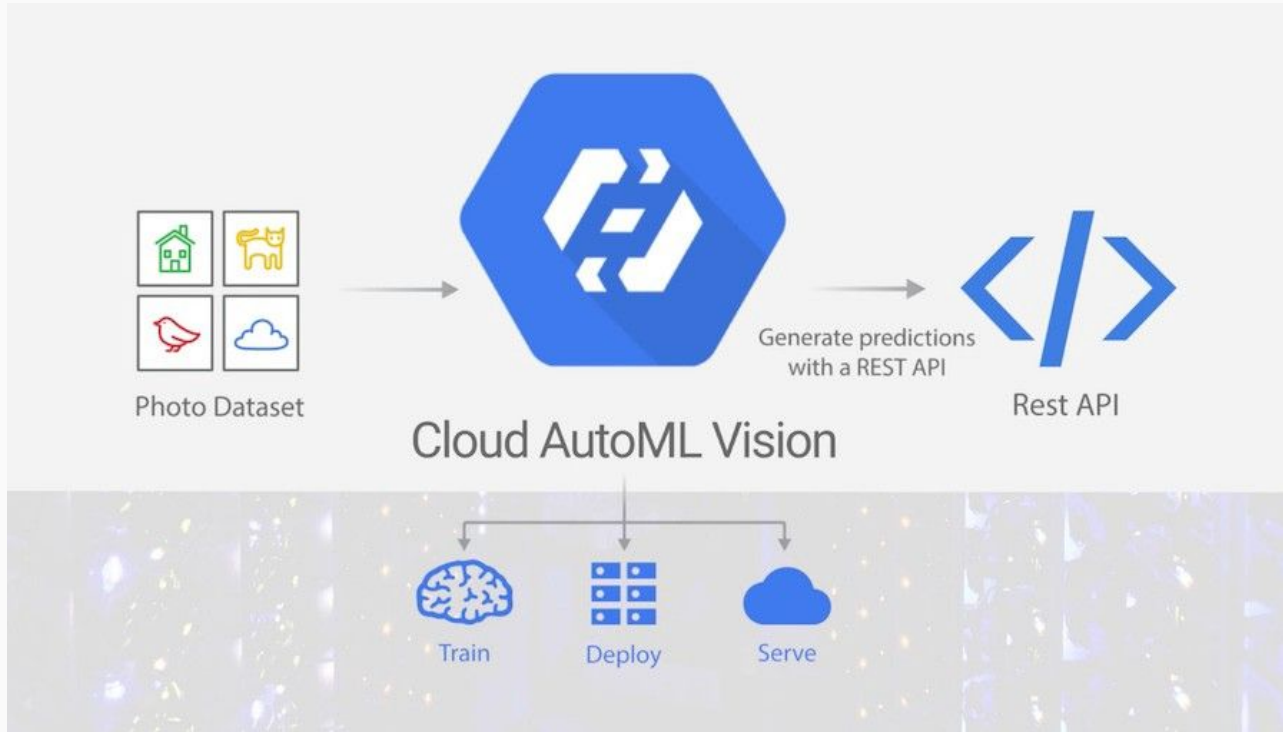 Photo Dataset
Generate predictions
with a REST API
Rest API
Cloud AutoML Vision
Train
Deploy
Serve